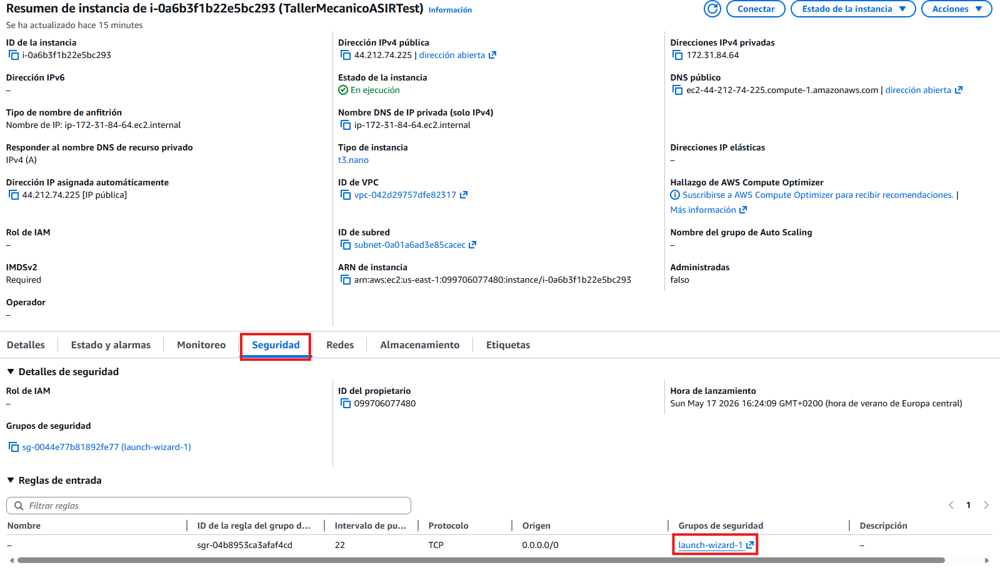 Resumen de instancia de i-0a6b3f1b22e5bc293 (TallerMecanicoASIRTest) Información
Conectar
Estado de la instancia
Acciones
Se ha actualizado hace 15 minutes
ID de la instancia
i-0a6b3f1b22e5bc293
Dirección IPv4 pública
44.212.74.225 | dirección abierta
Direcciones IPv4 privadas
172.31.84.64
Dirección IPv6
–
Estado de la instancia
En ejecución
DNS público
ec2-44-212-74-225.compute-1.amazonaws.com | dirección abierta
Tipo de nombre de anfitrión
Nombre de IP: ip-172-31-84-64.ec2.internal
Nombre DNS de IP privada (solo IPv4)
ip-172-31-84-64.ec2.internal
Responder al nombre DNS de recurso privado
IPv4 (A)
Tipo de instancia
t3.nano
Direcciones IP elásticas
–
Dirección IP asignada automáticamente
44.212.74.225 [IP pública]
ID de VPC
vpc-042d29757dfe82317
Hallazgo de AWS Compute Optimizer
Suscribirse a AWS Compute Optimizer para recibir recomendaciones. |
Más información
Rol de IAM
–
ID de subred
subnet-0a01a6ad3e85cacec
Nombre del grupo de Auto Scaling
–
IMDSv2
Required
ARN de instancia
arn:aws:ec2:us-east-1:099706077480:instance/i-0a6b3f1b22e5bc293
Administradas
falso
Operador
–
Detalles
Estado y alarmas
Monitoreo
Seguridad
Redes
Almacenamiento
Etiquetas
Detalles de seguridad
Rol de IAM
–
ID del propietario
099706077480
Hora de lanzamiento
Sun May 17 2026 16:24:09 GMT+0200 (hora de verano de Europa central)
Grupos de seguridad
sg-0044e77b81892fe77 (launch-wizard-1)
Reglas de entrada
Filtrar reglas
1
Nombre
ID de la regla del grupo d...
Intervalo de pu...
Protocolo
Origen
Grupos de seguridad
Descripción
–
sgr-04b8953ca3afaf4cd
22
TCP
0.0.0.0/0
launch-wizard-1
–